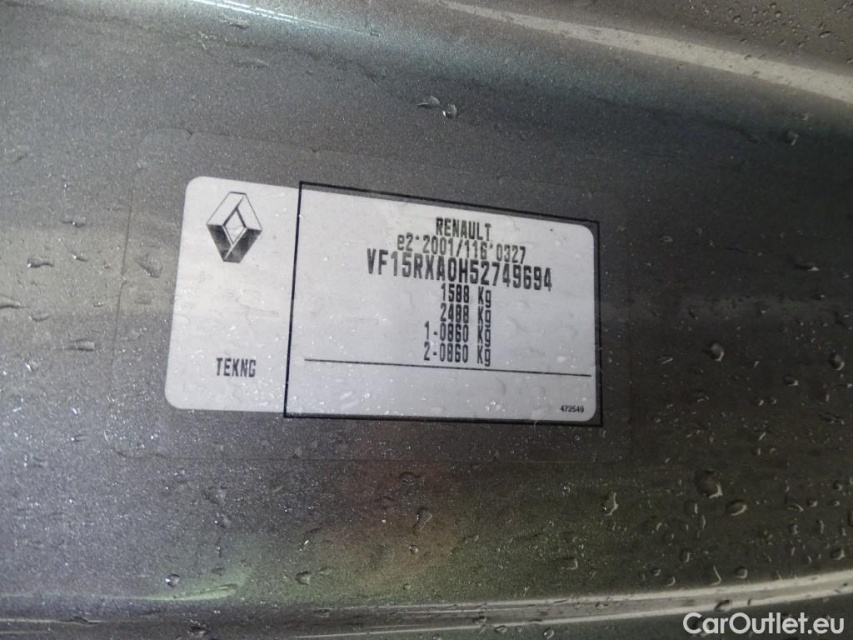 RENAULT
e2*2001/116*0327
VF15RXA0H52749694
1588 Kg
2488 Kg
1-0860 Kg
2-0860 Kg
TEKNG
472549
CarOutlet.eu